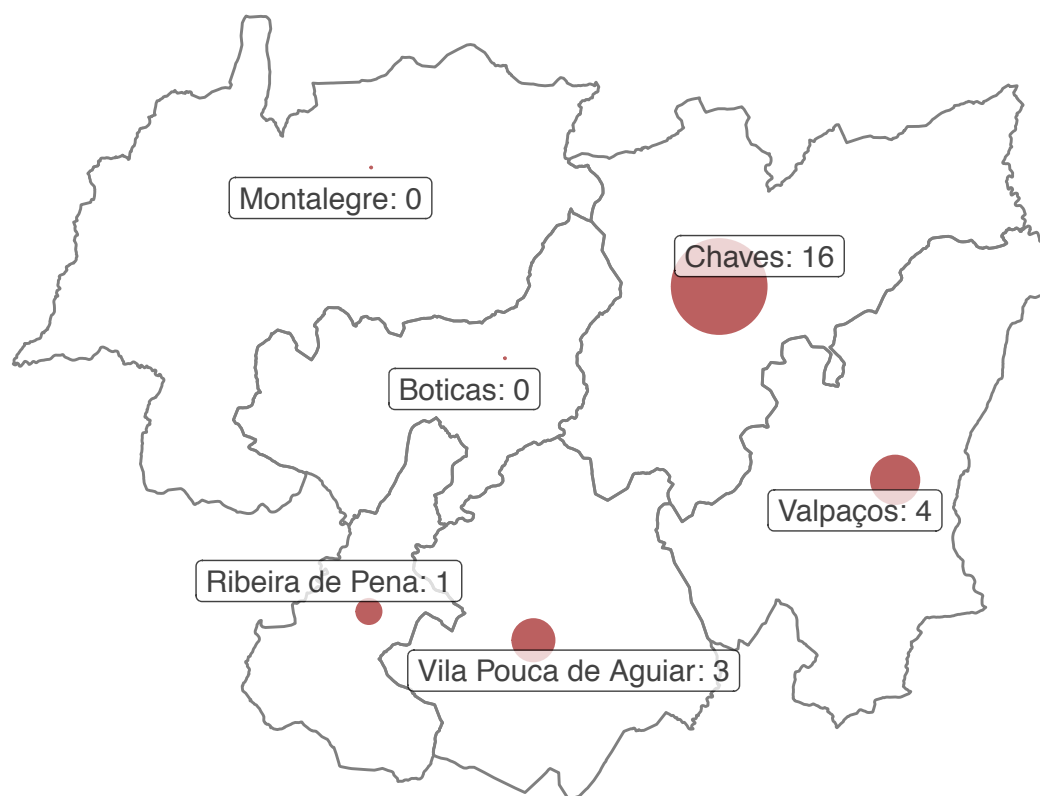 Montalegre: 0
Chaves: 16
Boticas: 0
Valpaços: 4
Ribeira de Pena: 1
Vila Pouca de Aguiar: 3